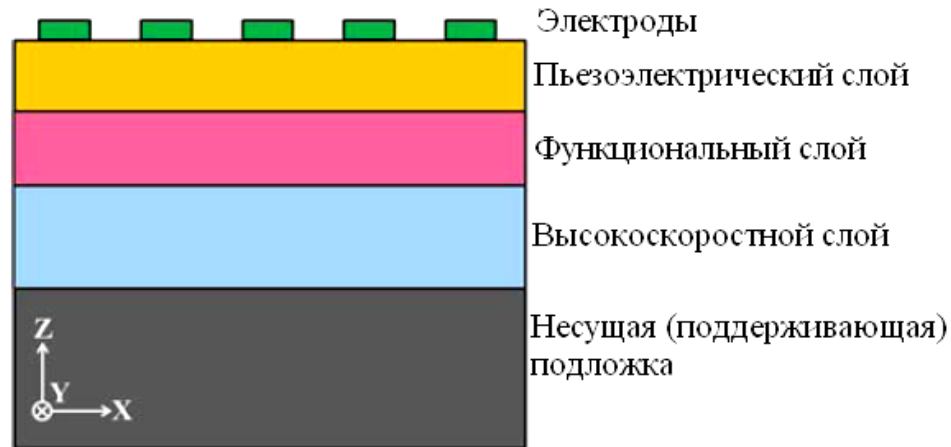 Электроды
Пьезоэлектрический слой
Функциональный слой
Высокоскоростной слой
Несущая (поддерживающая)
подложка
Z
Y
X